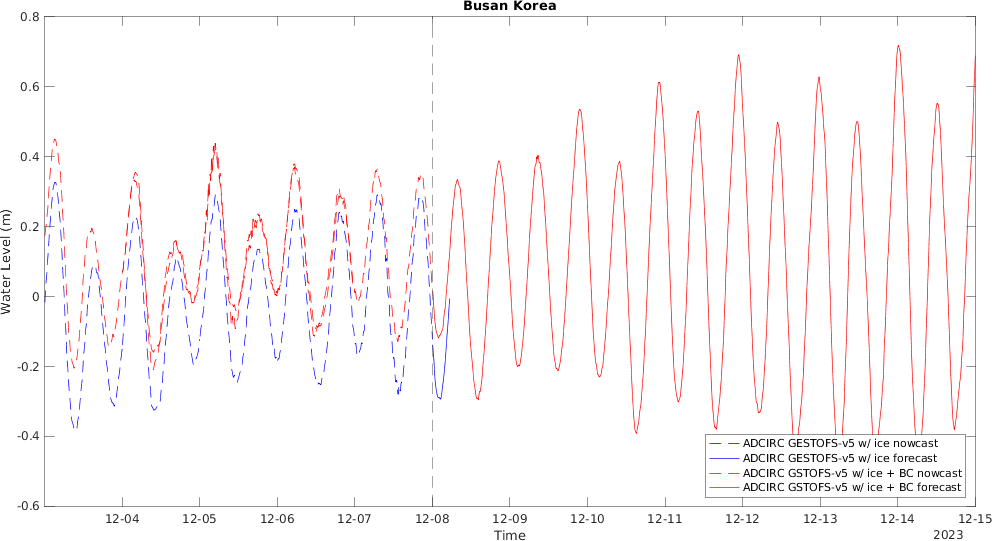 Busan Korea
Water Level (m)
0.8
0.6
0.4
0.2
0
-0.2
-0.4
-0.6
ADCIRC GESTOFS-v5 w/ ice nowcast
ADCIRC GESTOFS-v5 w/ ice forecast
ADCIRC GSTOFS-v5 w/ ice + BC nowcast
ADCIRC GSTOFS-v5 w/ ice + BC forecast
12-04 12-05 12-06 12-07 12-08 12-09 12-10 12-11 12-12 12-13 12-14 12-15
Time
2023